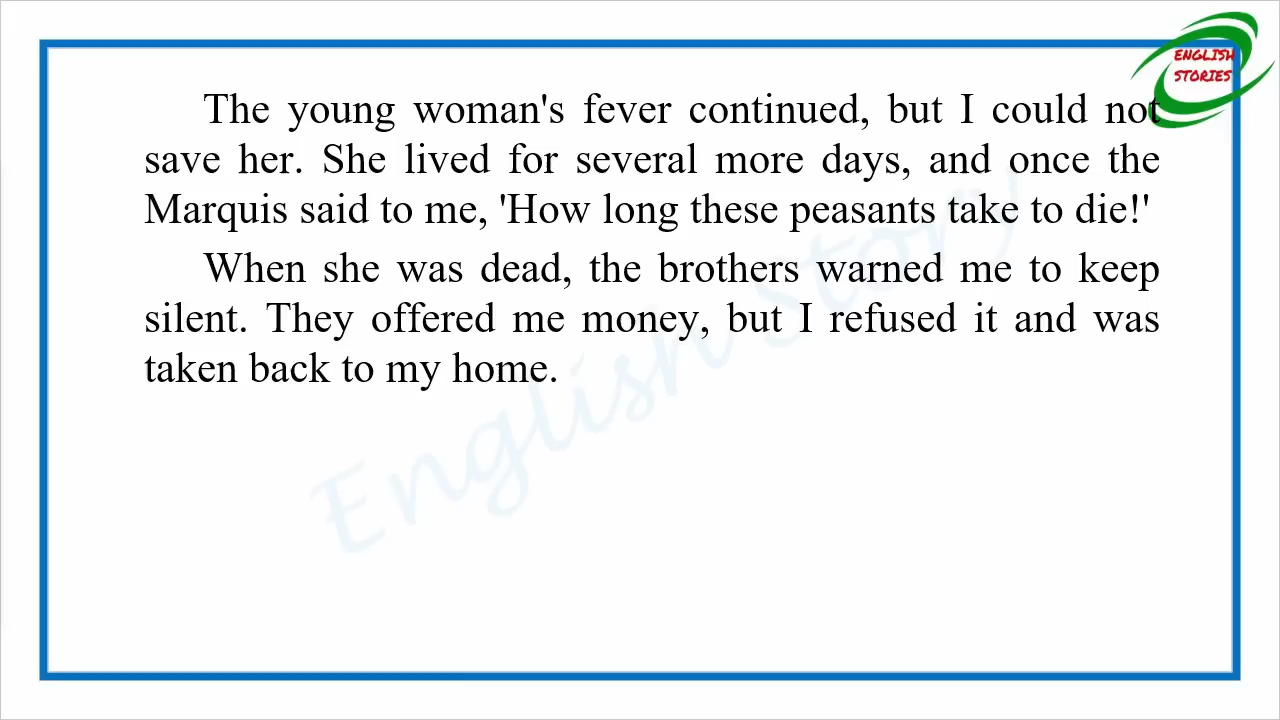 ENGLISH
STORIES
The young woman's fever continued, but I could not
save her. She lived for several more days, and once the
Marquis said to me, 'How long these peasants take to die!'
When she was dead, the brothers warned me to keep
silent. They offered me money, but I refused it and was
taken back to my home.
English Story